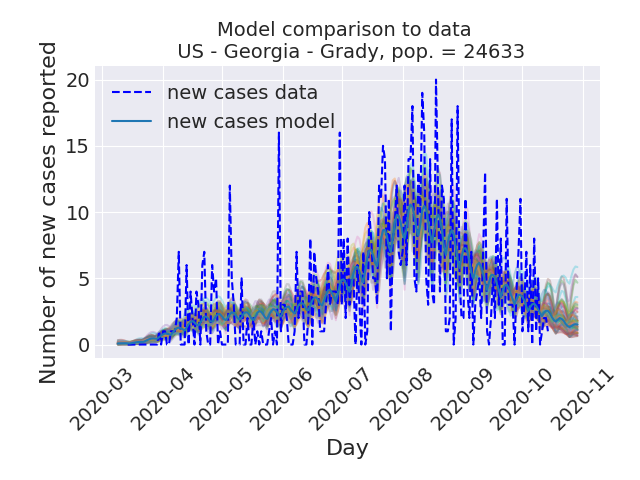 Model comparison to data
US - Georgia - Grady, pop. = 24633
Number of new cases reported
20
15
10
5
0
new cases data
new cases model
2020-03
2020-04
2020-05
2020-06
2020-07
2020-08
2020-09
2020-10
2020-11
Day